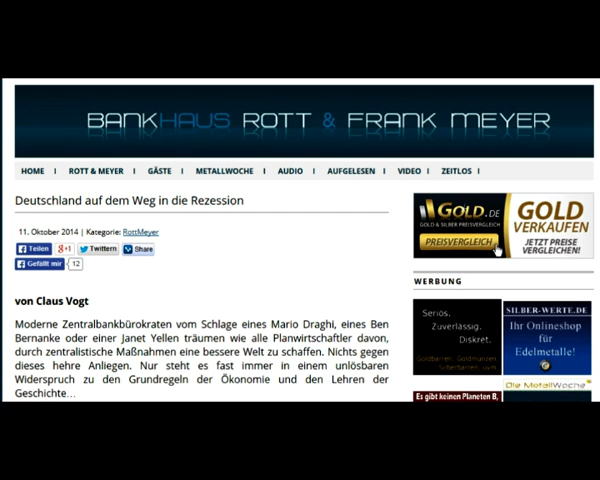 BANKHAUS ROTT & FRANK MEYER
HOME I ROTT & MEYER I GÄSTE I METALLWOCHE I AUDIO I AUFGELESEN I VIDEO I ZEITLOS I
Deutschland auf dem Weg in die Rezession
11. Oktober 2014 | Kategorie: RottMeyer
Teilen +1 Twittern Share
Gefällt mir 12
von Claus Vogt
Moderne Zentralbankbürokraten vom Schlage eines Mario Draghi, eines Ben
Bernanke oder einer Janet Yellen träumen wie alle Planwirtschaftler davon,
durch zentralistische Maßnahmen eine bessere Welt zu schaffen. Nichts gegen
dieses hehre Anliegen. Nur steht es fast immer in einem unlösbaren
Widerspruch zu den Grundregeln der Ökonomie und den Lehren der
Geschichte…
GOLD.DE
GOLD & SILBER PREISVERGLEICH
PREISVERGLEICH
GOLD
VERKAUFEN
JETZT PREISE
VERGLEICHEN!
WERBUNG
Seriös.
Zuverlässig.
Diskret.
Goldbarren, Goldmünzen
Silberbarren, uvm
SILBER-WERTE.DE
Ihr Onlineshop
für
Edelmetalle!
Die MetallWoche
Es gibt keinen Planeten B,